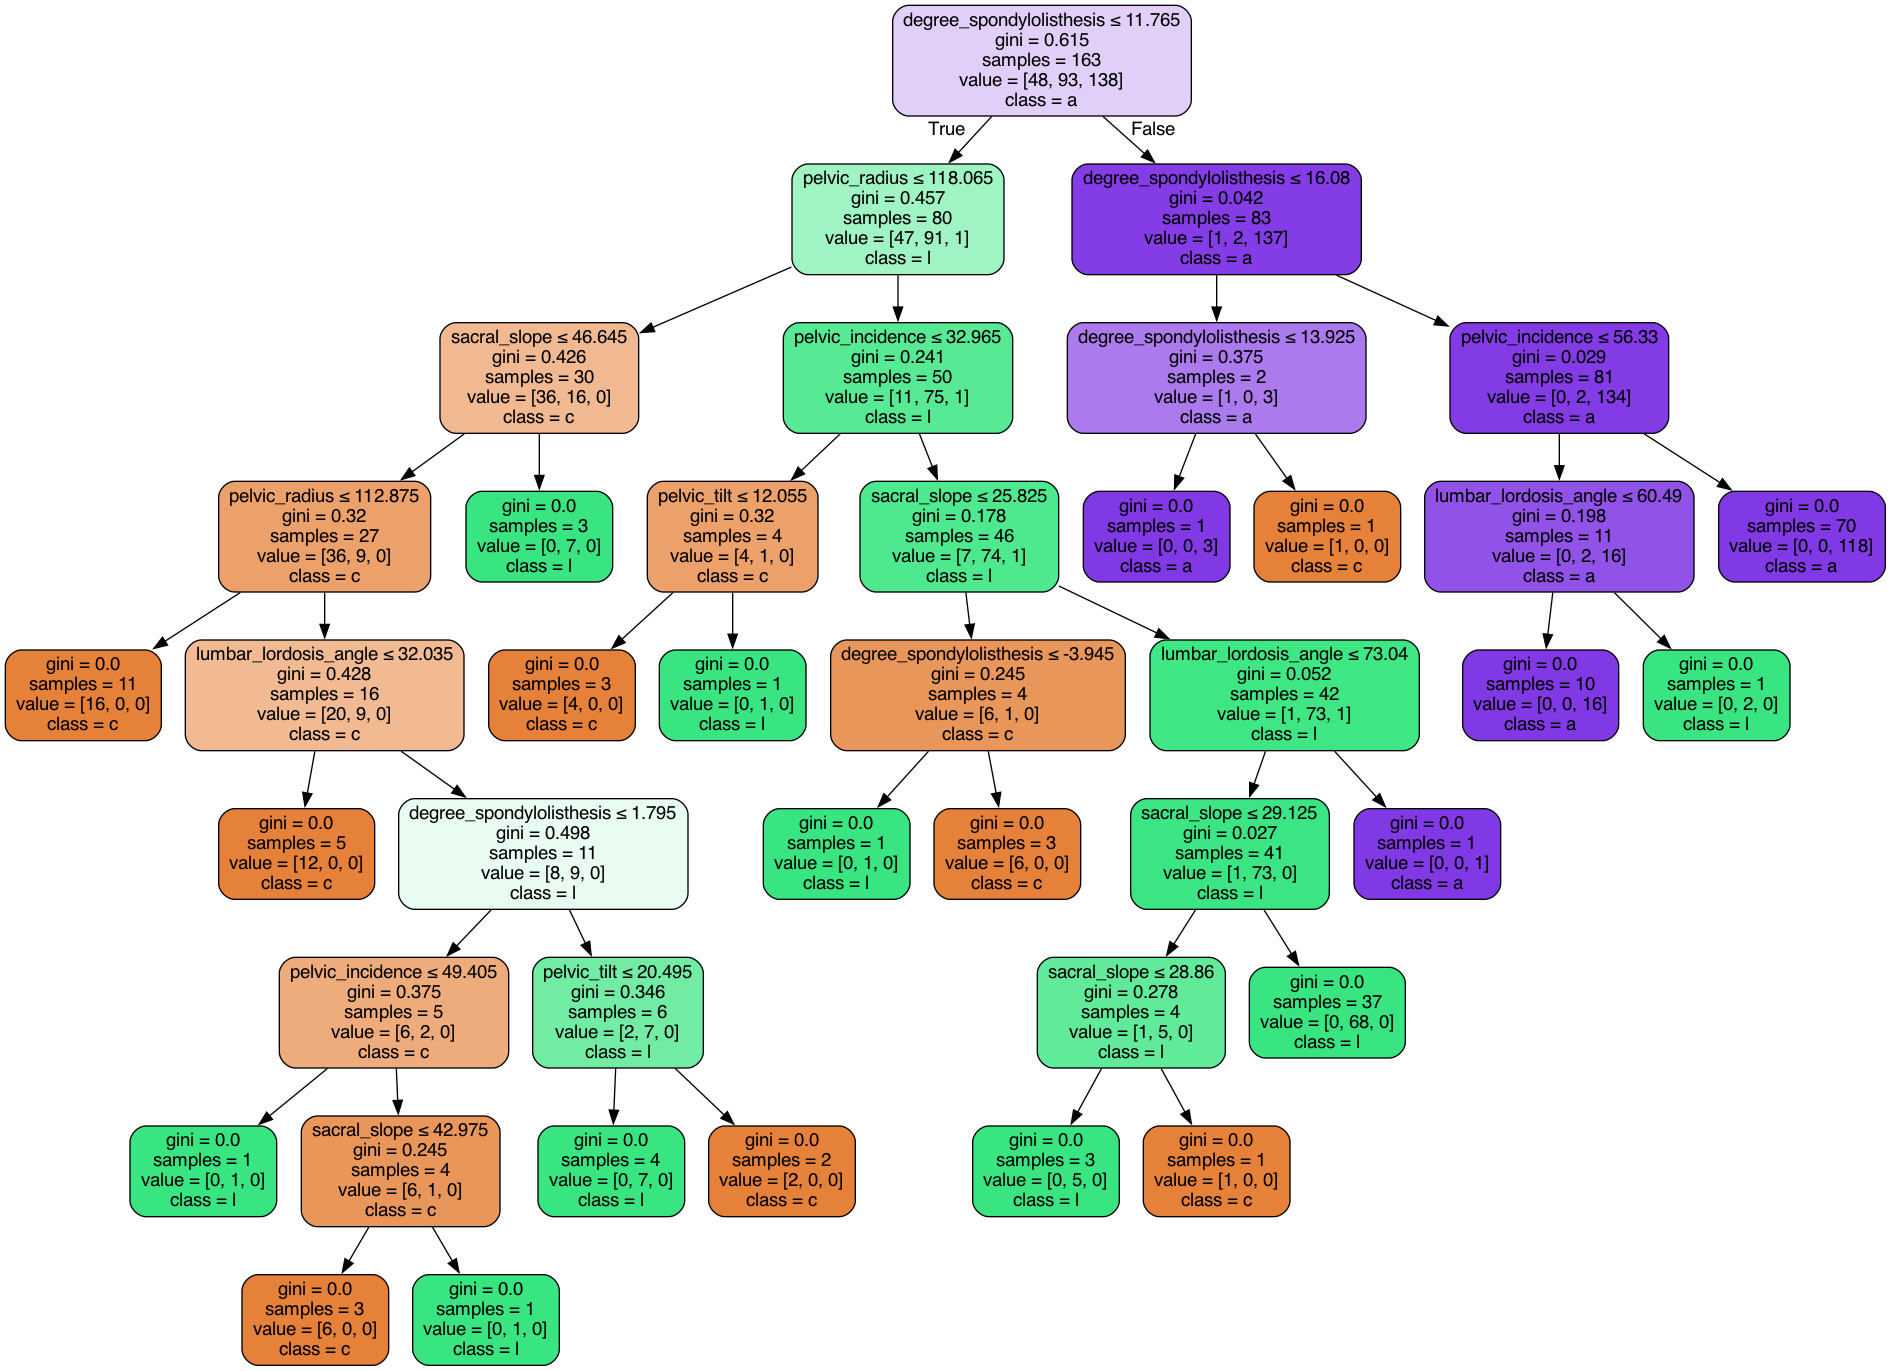 degree_spondylolisthesis ≤ 11.765
gini = 0.615
samples = 163
value = [48, 93, 138]
class = a
True
False
pelvic_radius ≤ 118.065
gini = 0.457
samples = 80
value = [47, 91, 1]
class = l
degree_spondylolisthesis ≤ 16.08
gini = 0.042
samples = 83
value = [1, 2, 137]
class = a
sacral_slope ≤ 46.645
gini = 0.426
samples = 30
value = [36, 16, 0]
class = c
pelvic_incidence ≤ 32.965
gini = 0.241
samples = 50
value = [11, 75, 1]
class = l
degree_spondylolisthesis ≤ 13.925
gini = 0.375
samples = 2
value = [1, 0, 3]
class = a
pelvic_incidence ≤ 56.33
gini = 0.029
samples = 81
value = [0, 2, 134]
class = a
pelvic_radius ≤ 112.875
gini = 0.32
samples = 27
value = [36, 9, 0]
class = c
gini = 0.0
samples = 3
value = [0, 7, 0]
class = l
pelvic_tilt ≤ 12.055
gini = 0.32
samples = 4
value = [4, 1, 0]
class = c
sacral_slope ≤ 25.825
gini = 0.178
samples = 46
value = [7, 74, 1]
class = l
gini = 0.0
samples = 1
value = [0, 0, 3]
class = a
gini = 0.0
samples = 1
value = [1, 0, 0]
class = c
lumbar_lordosis_angle ≤ 60.49
gini = 0.198
samples = 11
value = [0, 2, 16]
class = a
gini = 0.0
samples = 70
value = [0, 0, 118]
class = a
gini = 0.0
samples = 11
value = [16, 0, 0]
class = c
lumbar_lordosis_angle ≤ 32.035
gini = 0.428
samples = 16
value = [20, 9, 0]
class = c
gini = 0.0
samples = 3
value = [4, 0, 0]
class = c
gini = 0.0
samples = 1
value = [0, 1, 0]
class = l
degree_spondylolisthesis ≤ -3.945
gini = 0.245
samples = 4
value = [6, 1, 0]
class = c
lumbar_lordosis_angle ≤ 73.04
gini = 0.052
samples = 42
value = [1, 73, 1]
class = l
gini = 0.0
samples = 10
value = [0, 0, 16]
class = a
gini = 0.0
samples = 1
value = [0, 2, 0]
class = l
gini = 0.0
samples = 5
value = [12, 0, 0]
class = c
degree_spondylolisthesis ≤ 1.795
gini = 0.498
samples = 11
value = [8, 9, 0]
class = l
gini = 0.0
samples = 1
value = [0, 1, 0]
class = l
gini = 0.0
samples = 3
value = [6, 0, 0]
class = c
sacral_slope ≤ 29.125
gini = 0.027
samples = 41
value = [1, 73, 0]
class = l
gini = 0.0
samples = 1
value = [0, 0, 1]
class = a
pelvic_incidence ≤ 49.405
gini = 0.375
samples = 5
value = [6, 2, 0]
class = c
pelvic_tilt ≤ 20.495
gini = 0.346
samples = 6
value = [2, 7, 0]
class = l
sacral_slope ≤ 28.86
gini = 0.278
samples = 4
value = [1, 5, 0]
class = l
gini = 0.0
samples = 37
value = [0, 68, 0]
class = l
gini = 0.0
samples = 1
value = [0, 1, 0]
class = l
sacral_slope ≤ 42.975
gini = 0.245
samples = 4
value = [6, 1, 0]
class = c
gini = 0.0
samples = 4
value = [0, 7, 0]
class = l
gini = 0.0
samples = 2
value = [2, 0, 0]
class = c
gini = 0.0
samples = 3
value = [0, 5, 0]
class = l
gini = 0.0
samples = 1
value = [1, 0, 0]
class = c
gini = 0.0
samples = 3
value = [6, 0, 0]
class = c
gini = 0.0
samples = 1
value = [0, 1, 0]
class = l